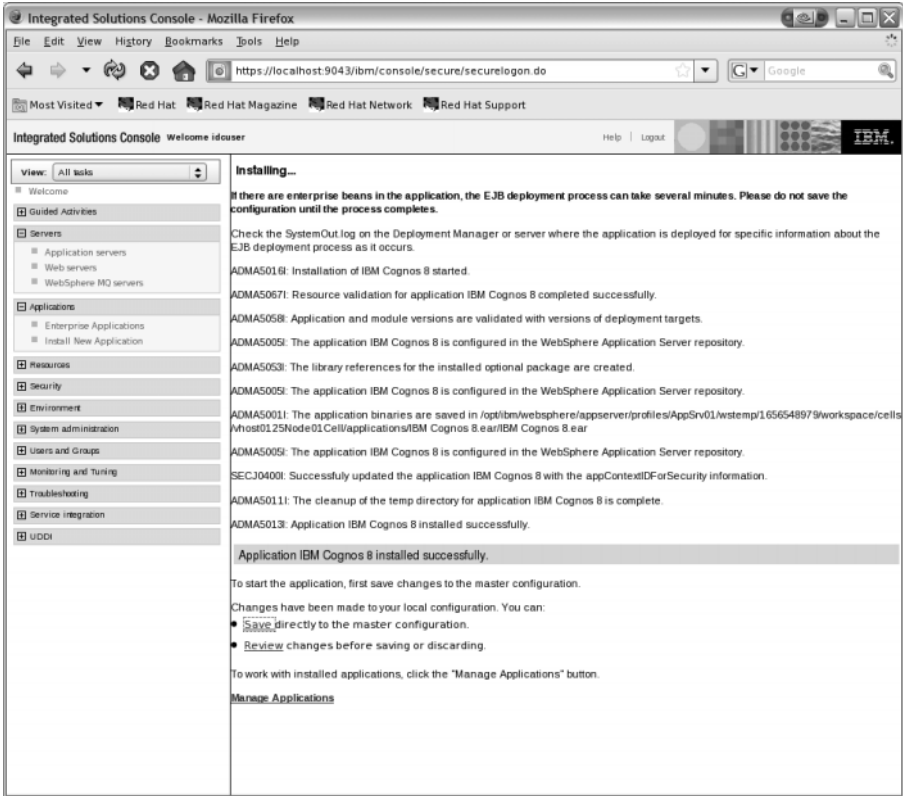 Integrated Solutions Console - Mozilla Firefox
File Edit View History Bookmarks Tools Help
https://localhost:9043/ibm/console/secure/securelogon.do
G Google
Most Visited Red Hat Red Hat Magazine Red Hat Network Red Hat Support
Integrated Solutions Console Welcome idcuser
Help | Logout
IBM.
View: All tasks
Welcome
Guided Activities
Servers
Application servers
Web servers
WebSphere MQ servers
Applications
Enterprise Applications
Install New Application
Resources
Security
Environment
System administration
Users and Groups
Monitoring and Tuning
Troubleshooting
Service integration
UDDI
Installing...
If there are enterprise beans in the application, the EJB deployment process can take several minutes. Please do not save the
configuration until the process completes.
Check the SystemOut.log on the Deployment Manager or server where the application is deployed for specific information about the
EJB deployment process as it occurs.
ADMA5016I: Installation of IBM Cognos 8 started.
ADMA5067I: Resource validation for application IBM Cognos 8 completed successfully.
ADMA5058I: Application and module versions are validated with versions of deployment targets.
ADMA5005I: The application IBM Cognos 8 is configured in the WebSphere Application Server repository.
ADMA5053I: The library references for the installed optional package are created.
ADMA5005I: The application IBM Cognos 8 is configured in the WebSphere Application Server repository.
ADMA5001I: The application binaries are saved in /opt/ibm/websphere/appserver/profiles/AppSrv01/wstemp/1656548979/workspace/cells
/vhost0125Node01Cell/applications/IBM Cognos 8.ear/IBM Cognos 8.ear
ADMA5005I: The application IBM Cognos 8 is configured in the WebSphere Application Server repository.
SECJ0400I: Successfuly updated the application IBM Cognos 8 with the appContextIDForSecurity information.
ADMA5011I: The cleanup of the temp directory for application IBM Cognos 8 is complete.
ADMA5013I: Application IBM Cognos 8 installed successfully.
Application IBM Cognos 8 installed successfully.
To start the application, first save changes to the master configuration.
Changes have been made to your local configuration. You can:
Save directly to the master configuration.
Review changes before saving or discarding.
To work with installed applications, click the "Manage Applications" button.
Manage Applications